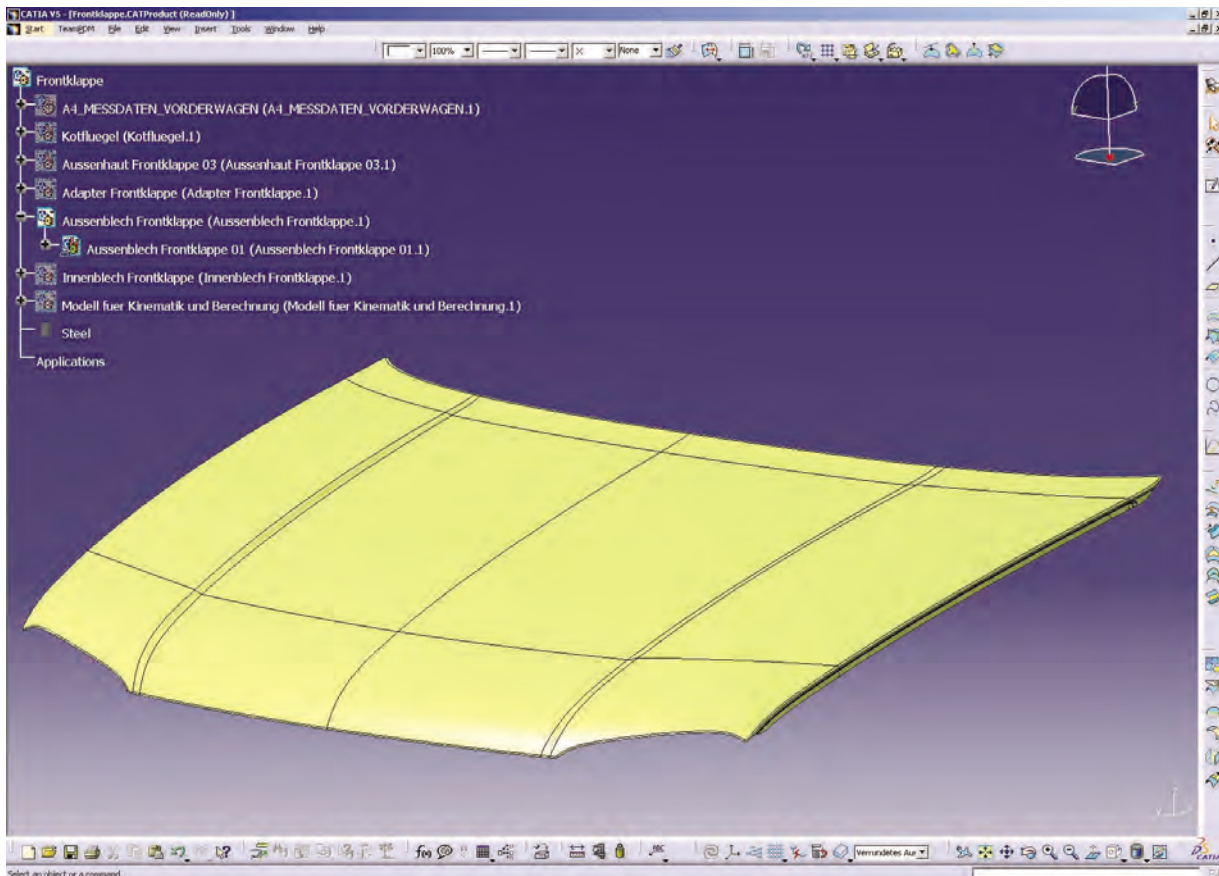 CATIA V5 - [Frontklappe.CATProduct (ReadOnly) ]
Start TeamPDM File Edit View Insert Tools Window Help
100% None
Frontklappe
A4_MESSDATEN_VORDERWAGEN (A4_MESSDATEN_VORDERWAGEN.1)
Kotfluegel (Kotfluegel.1)
Aussenhaut Frontklappe 03 (Aussenhaut Frontklappe 03.1)
Adapter Frontklappe (Adapter Frontklappe.1)
Aussenblech Frontklappe (Aussenblech Frontklappe.1)
Aussenblech Frontklappe 01 (Aussenblech Frontklappe 01.1)
Innenblech Frontklappe (Innenblech Frontklappe.1)
Modell fuer Kinematik und Berechnung (Modell fuer Kinematik und Berechnung.1)
Steel
Applications
f(x) Verrundetes Aus CATIA
Select an object or a command